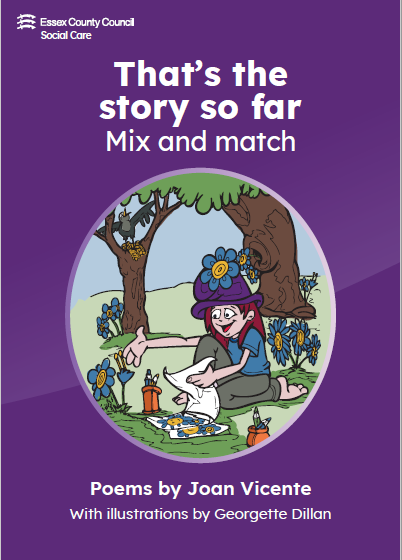 Essex County Council
Social Care
That’s the
story so far
Mix and match
Poems by Joan Vicente
With illustrations by Georgette Dillan